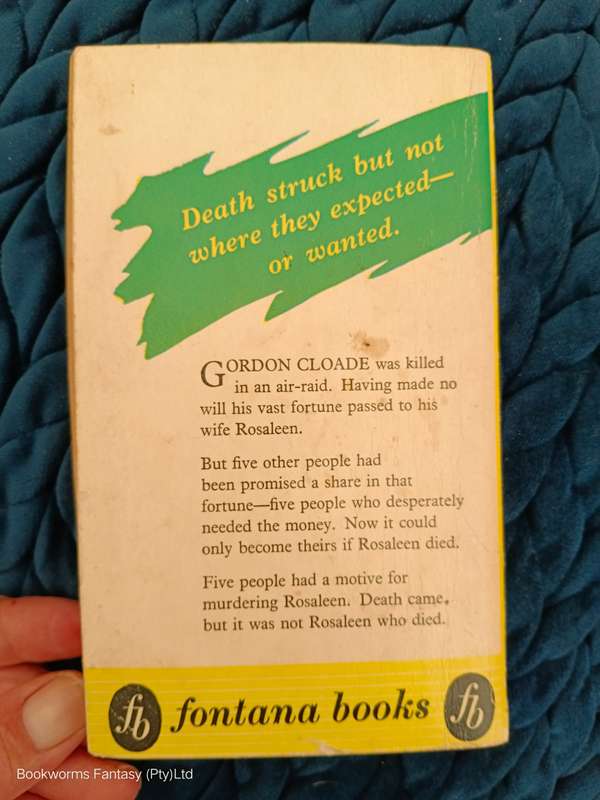 Death struck but not
where they expected—
or wanted.
GORDON CLOADE was killed
in an air-raid. Having made no
will his vast fortune passed to his
wife Rosaleen.
But five other people had
been promised a share in that
fortune—five people who desperately
needed the money. Now it could
only become theirs if Rosaleen died.
Five people had a motive for
murdering Rosaleen. Death came,
but it was not Rosaleen who died.
fb fontana books fb
Bookworms Fantasy (Pty)Ltd